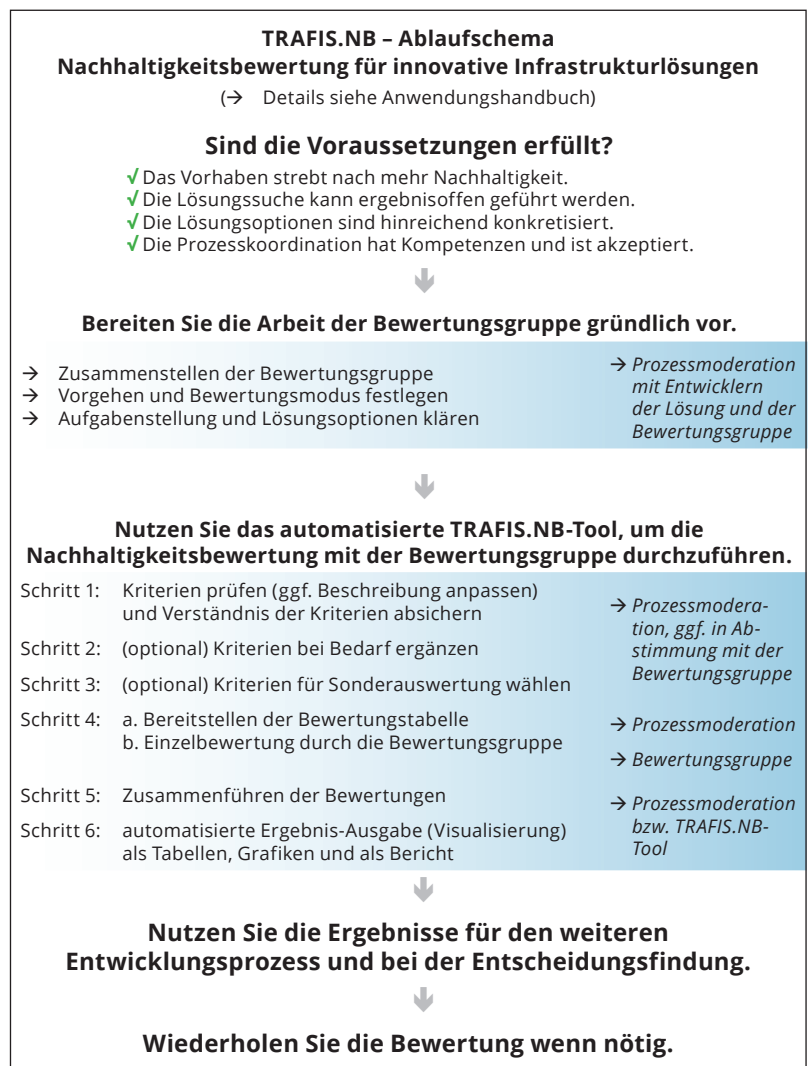 TRAFIS.NB – Ablaufschema
Nachhaltigkeitsbewertung für innovative Infrastrukturlösungen
(→ Details siehe Anwendungshandbuch)
Sind die Voraussetzungen erfüllt?
√ Das Vorhaben strebt nach mehr Nachhaltigkeit.
√ Die Lösungssuche kann ergebnisoffen geführt werden.
√ Die Lösungsoptionen sind hinreichend konkretisiert.
√ Die Prozesskoordination hat Kompetenzen und ist akzeptiert.
Bereiten Sie die Arbeit der Bewertungsgruppe gründlich vor.
→ Zusammenstellen der Bewertungsgruppe
→ Vorgehen und Bewertungsmodus festlegen
→ Aufgabenstellung und Lösungsoptionen klären
→ Prozessmoderation
mit Entwicklern
der Lösung und der
Bewertungsgruppe
Nutzen Sie das automatisierte TRAFIS.NB-Tool, um die
Nachhaltigkeitsbewertung mit der Bewertungsgruppe durchzuführen.
Schritt 1: Kriterien prüfen (ggf. Beschreibung anpassen)
und Verständnis der Kriterien absichern
Schritt 2: (optional) Kriterien bei Bedarf ergänzen
Schritt 3: (optional) Kriterien für Sonderauswertung wählen
→ Prozessmodera-
tion, ggf. in Ab-
stimmung mit der
Bewertungsgruppe
Schritt 4: a. Bereitstellen der Bewertungstabelle
b. Einzelbewertung durch die Bewertungsgruppe
→ Prozessmoderation
→ Bewertungsgruppe
Schritt 5: Zusammenführen der Bewertungen
Schritt 6: automatisierte Ergebnis-Ausgabe (Visualisierung)
als Tabellen, Grafiken und als Bericht
→ Prozessmoderation
bzw. TRAFIS.NB-
Tool
Nutzen Sie die Ergebnisse für den weiteren
Entwicklungsprozess und bei der Entscheidungsfindung.
Wiederholen Sie die Bewertung wenn nötig.